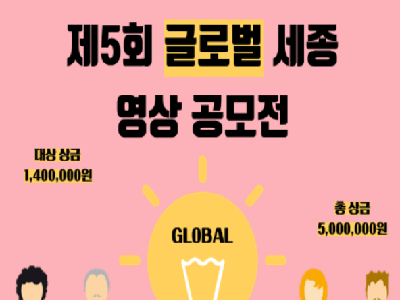 제5회 글로벌 세종
영상 공모전
대상 상금
1,400,000원
GLOBAL
총 상금
5,000,000원